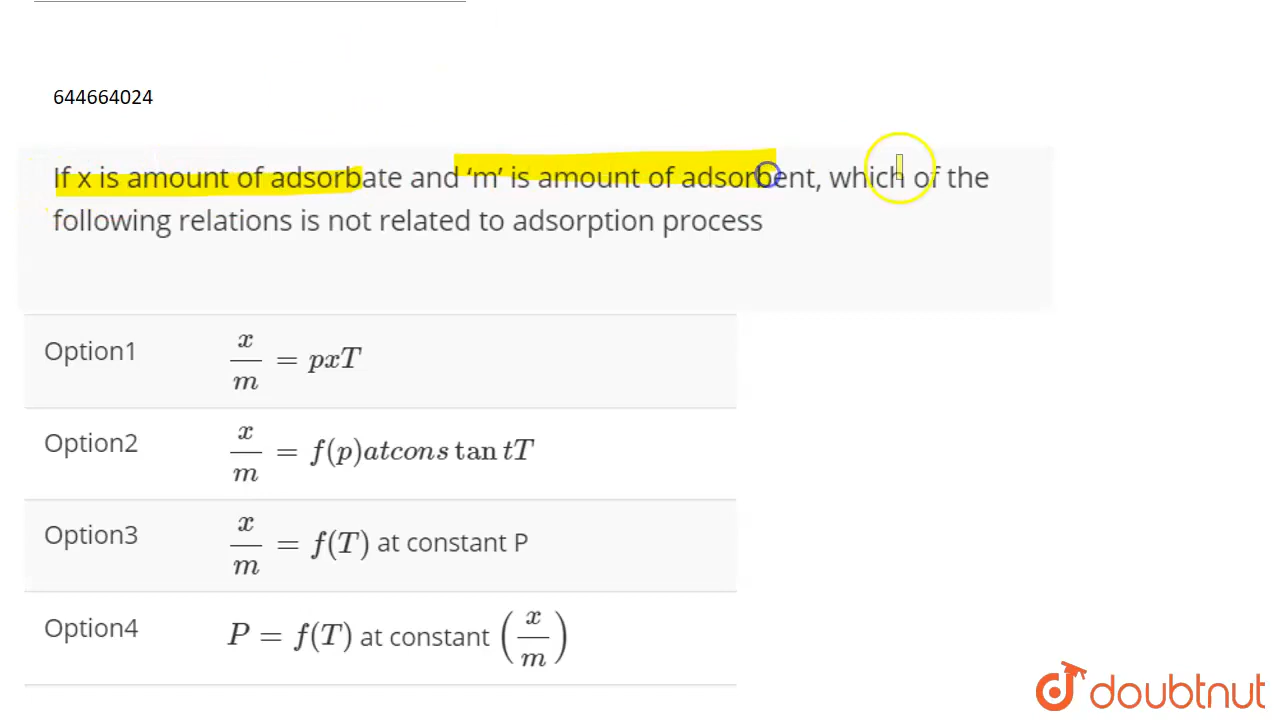 644664024
If x is amount of adsorbate and ‘m’ is amount of adsorbent, which of the
following relations is not related to adsorption process
Option1 x/m = pxT
Option2 x/m = f(p)atcons tan tT
Option3 x/m = f(T) at constant P
Option4 P = f(T) at constant (x/m)
doubtnut